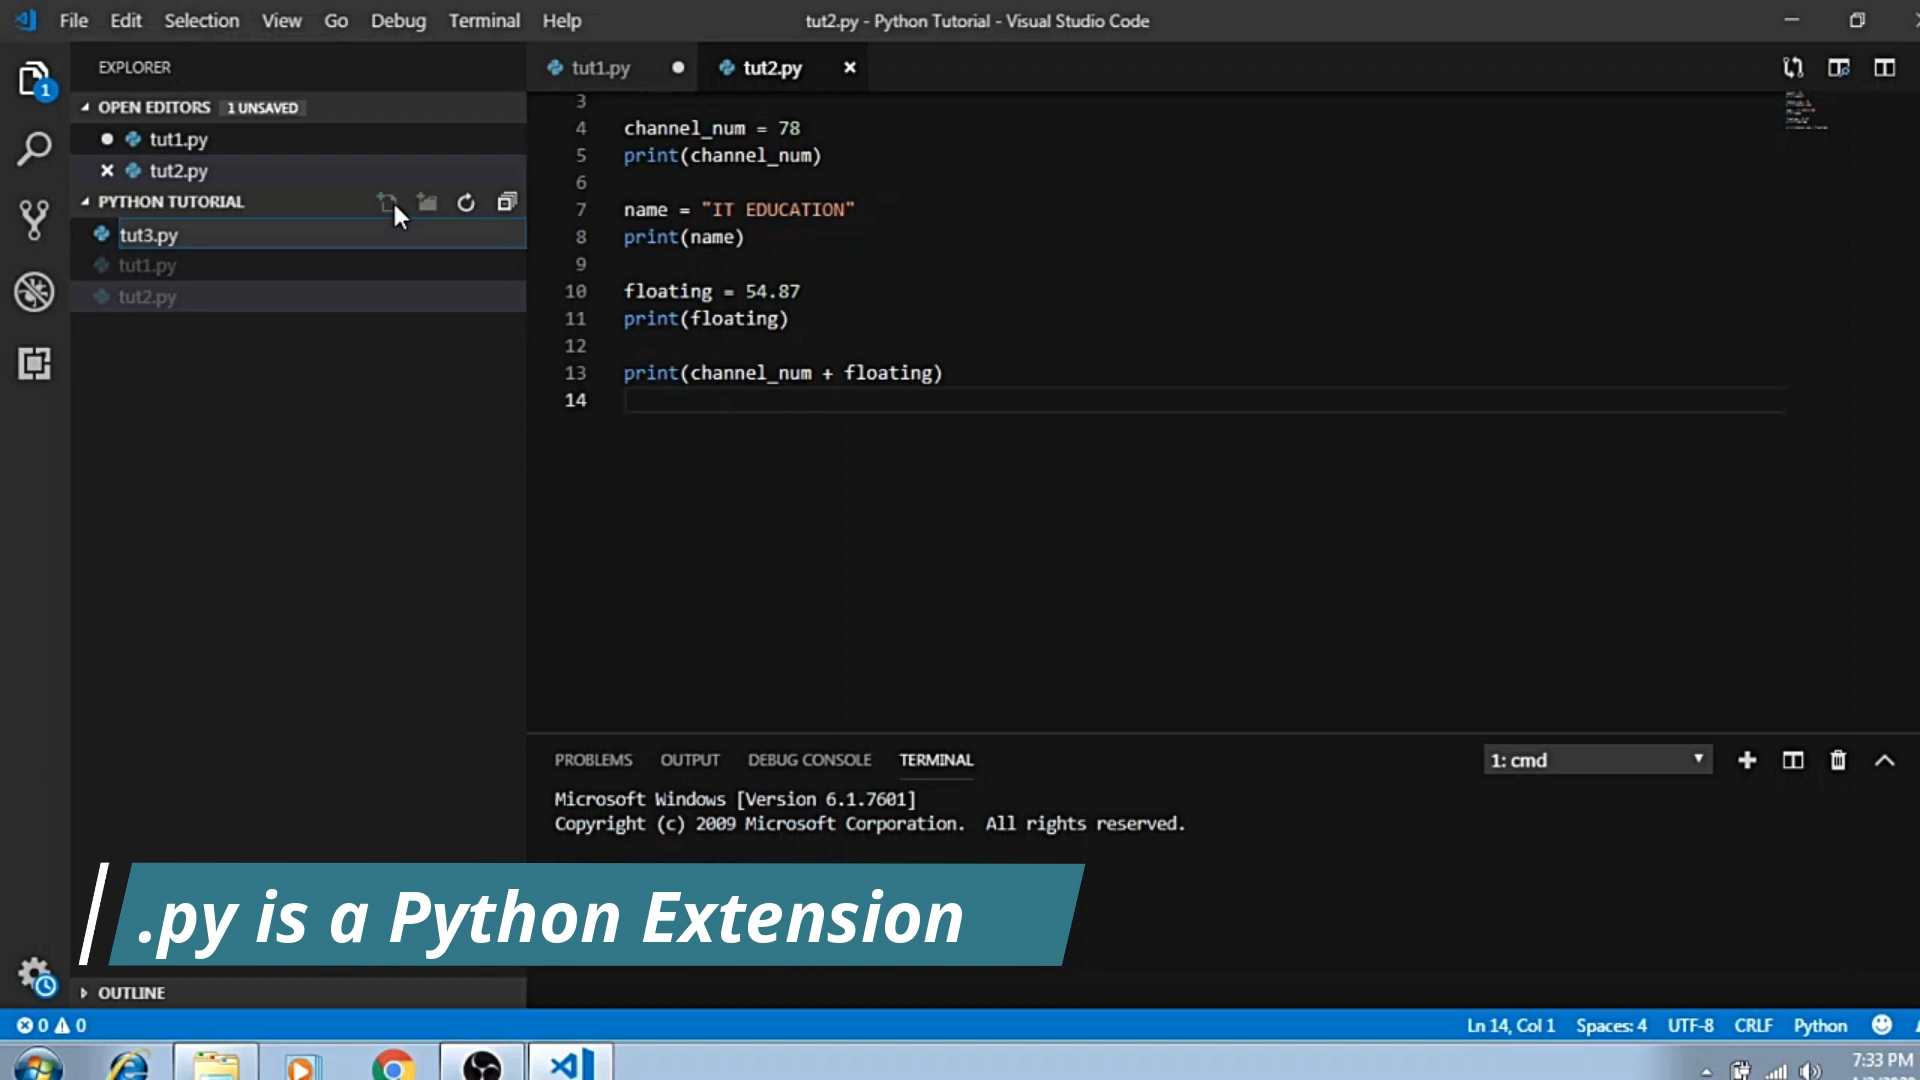 File Edit Selection View Go Debug Terminal Help
tut2.py - Python Tutorial - Visual Studio Code
EXPLORER
OPEN EDITORS 1 UNSAVED
tut1.py
tut2.py
PYTHON TUTORIAL
tut3.py
tut1.py
tut2.py
OUTLINE
1
tut1.py
tut2.py
3
4 channel_num = 78
5 print(channel_num)
6
7 name = "IT EDUCATION"
8 print(name)
9
10 floating = 54.87
11 print(floating)
12
13 print(channel_num + floating)
14
PROBLEMS OUTPUT DEBUG CONSOLE TERMINAL
1: cmd
Microsoft Windows [Version 6.1.7601]
Copyright (c) 2009 Microsoft Corporation. All rights reserved.
.py is a Python Extension
0 0
Ln 14, Col 1 Spaces: 4 UTF-8 CRLF Python
7:33 PM